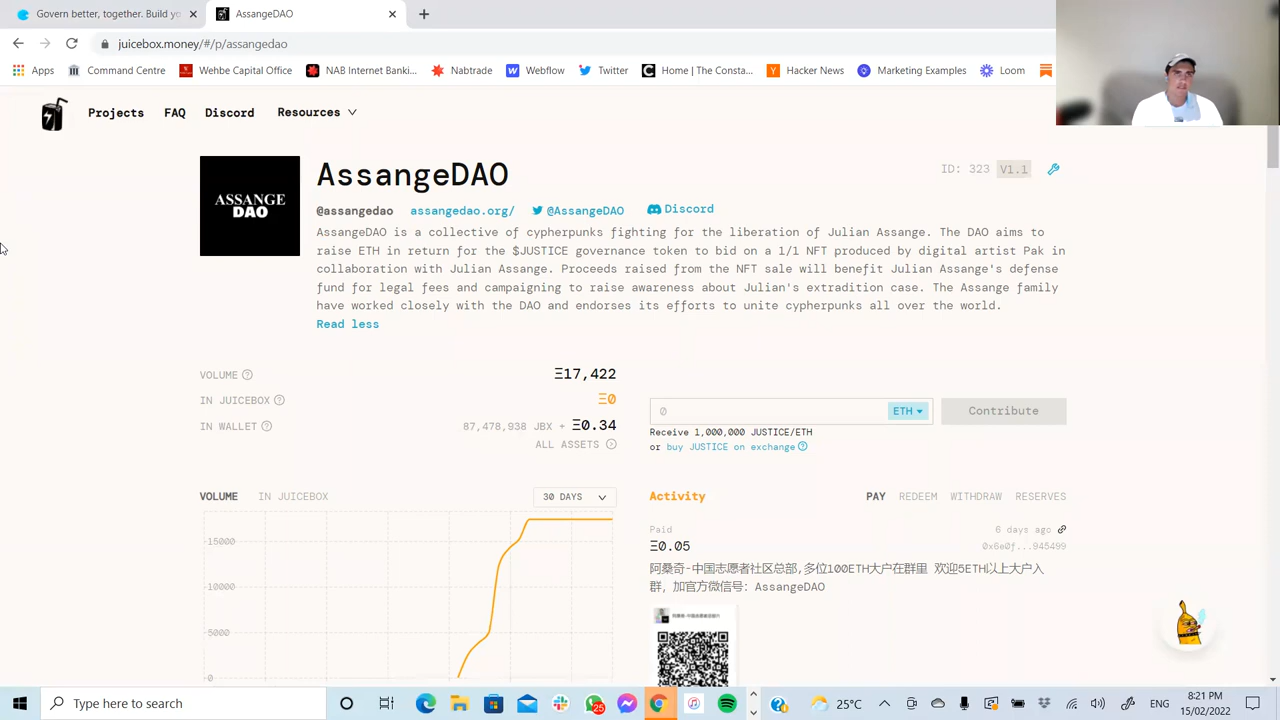 Govern better, together. Build yo
AssangeDAO
juicebox.money/#/p/assangedao
Apps
Command Centre
Wehbe Capital Office
NAB Internet Banki...
Nabtrade
Webflow
Twitter
Home | The Consta...
Hacker News
Marketing Examples
Loom
Projects
FAQ
Discord
Resources
ASSANGE
DAO
AssangeDAO
ID: 323
V1.1
@assangedao
assangedao.org/
@AssangeDAO
Discord
AssangeDAO is a collective of cypherpunks fighting for the liberation of Julian Assange. The DAO aims to
raise ETH in return for the $JUSTICE governance token to bid on a 1/1 NFT produced by digital artist Pak in
collaboration with Julian Assange. Proceeds raised from the NFT sale will benefit Julian Assange's defense
fund for legal fees and campaigning to raise awareness about Julian's extradition case. The Assange family
have worked closely with the DAO and endorses its efforts to unite cypherpunks all over the world.
Read less
VOLUME
Ξ17,422
IN JUICEBOX
Ξ0
IN WALLET
87,478,938 JBX + Ξ0.34
ALL ASSETS
0
ETH
Contribute
Receive 1,000,000 JUSTICE/ETH
or buy JUSTICE on exchange
VOLUME
IN JUICEBOX
30 DAYS
15000
10000
5000
0
Activity
PAY
REDEEM
WITHDRAW
RESERVES
Paid
6 days ago
Ξ0.05
0x6e0f...945499
阿桑奇-中国志愿者社区总部,多位100ETH大户在群里 欢迎5ETH以上大户入
群, 加官方微信号: AssangeDAO
Type here to search
25
25°C
ENG
8:21 PM
15/02/2022